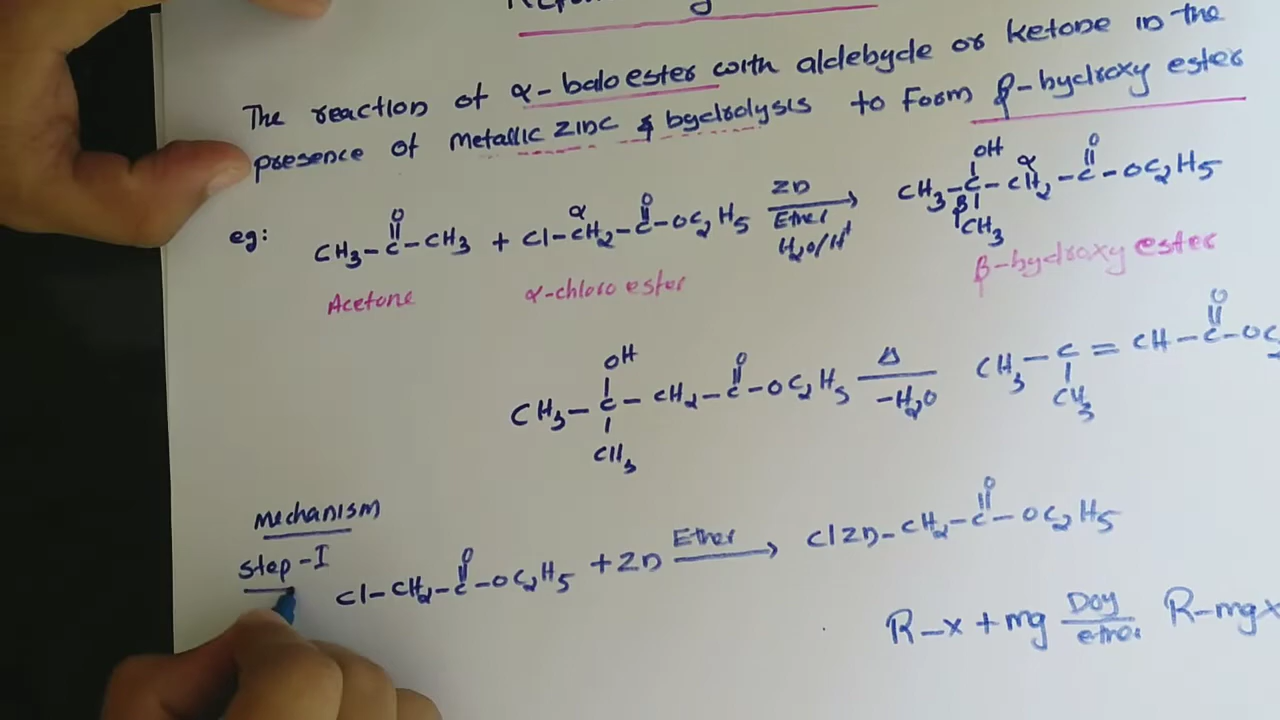 The reaction of α-haloester with aldehyde or ketone in the
presence of metallic zinc & hydrolysis to form β-hydroxy ester
eg: CH3-C-CH3 + Cl-CH2-C-OC2H5 Zn Ether H2O/H+ CH3-C-CH2-C-OC2H5
O α O OH α O β CH3
Acetone α-chloro ester β-hydroxy ester
OH O O
CH3-C-CH2-C-OC2H5 Δ -H2O CH3-C=CH-C-OC
CH3 CH3
Mechanism
Step-I Cl-CH2-C-OC2H5 + Zn Ether ClZn-CH2-C-OC2H5
O O
R-x + mg Dry ether R-mgx